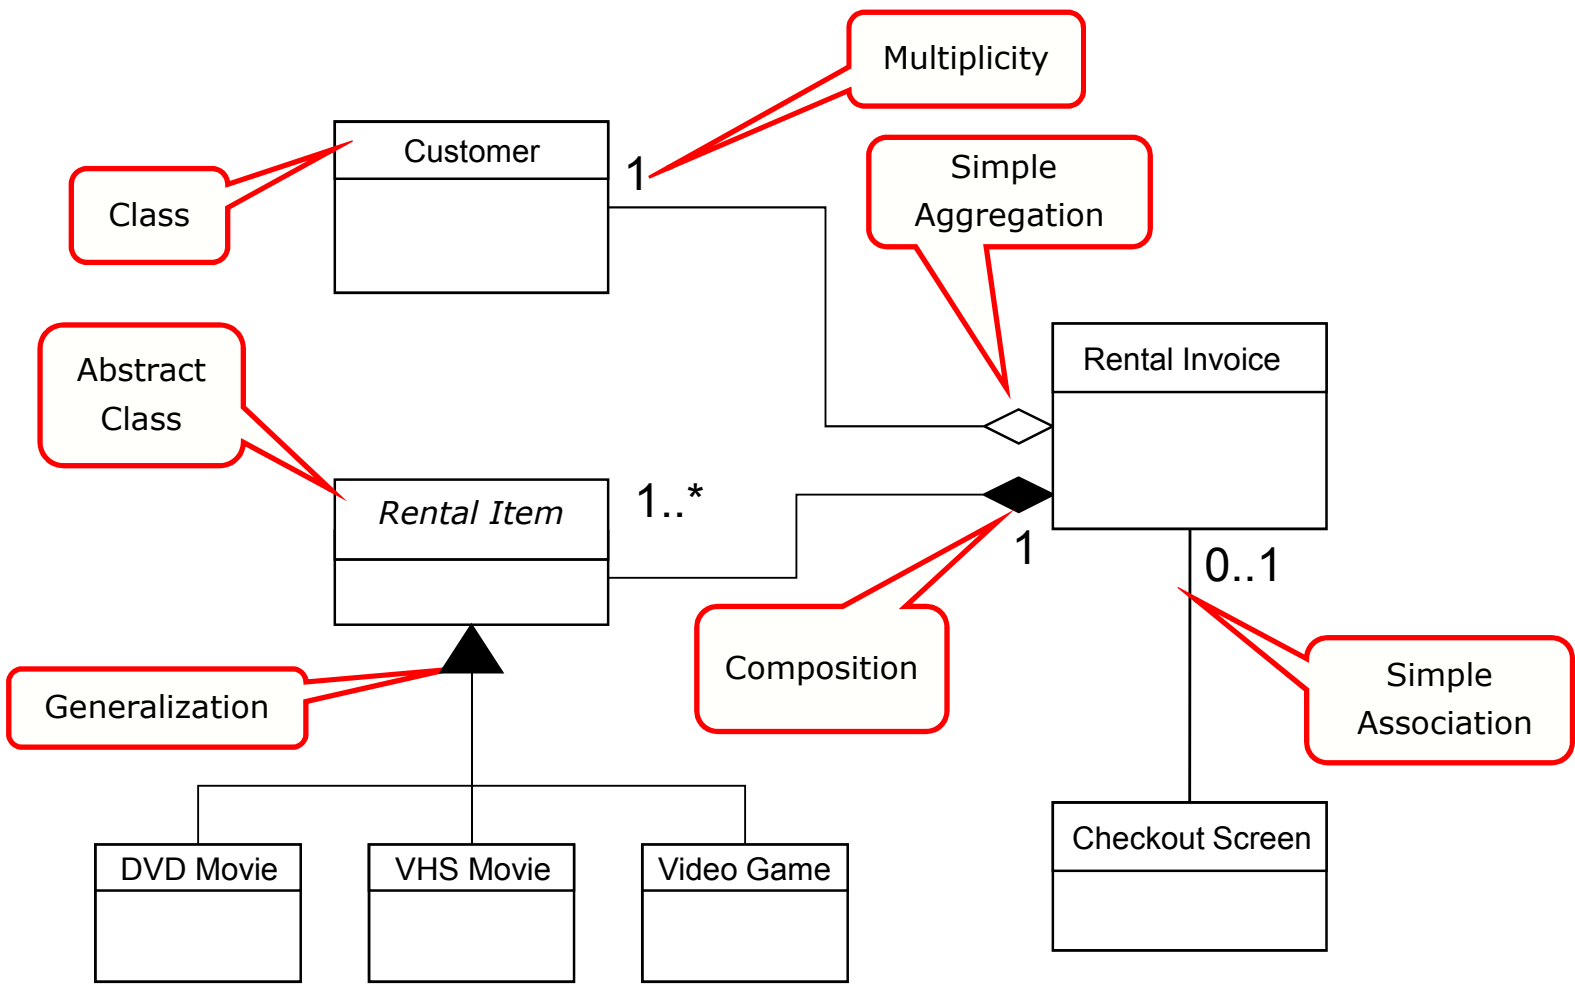 Multiplicity
Customer
1
Simple
Aggregation
Class
Rental Invoice
Abstract
Class
Rental Item
1..*
1
0..1
Composition
Simple
Association
Generalization
Checkout Screen
DVD Movie
VHS Movie
Video Game